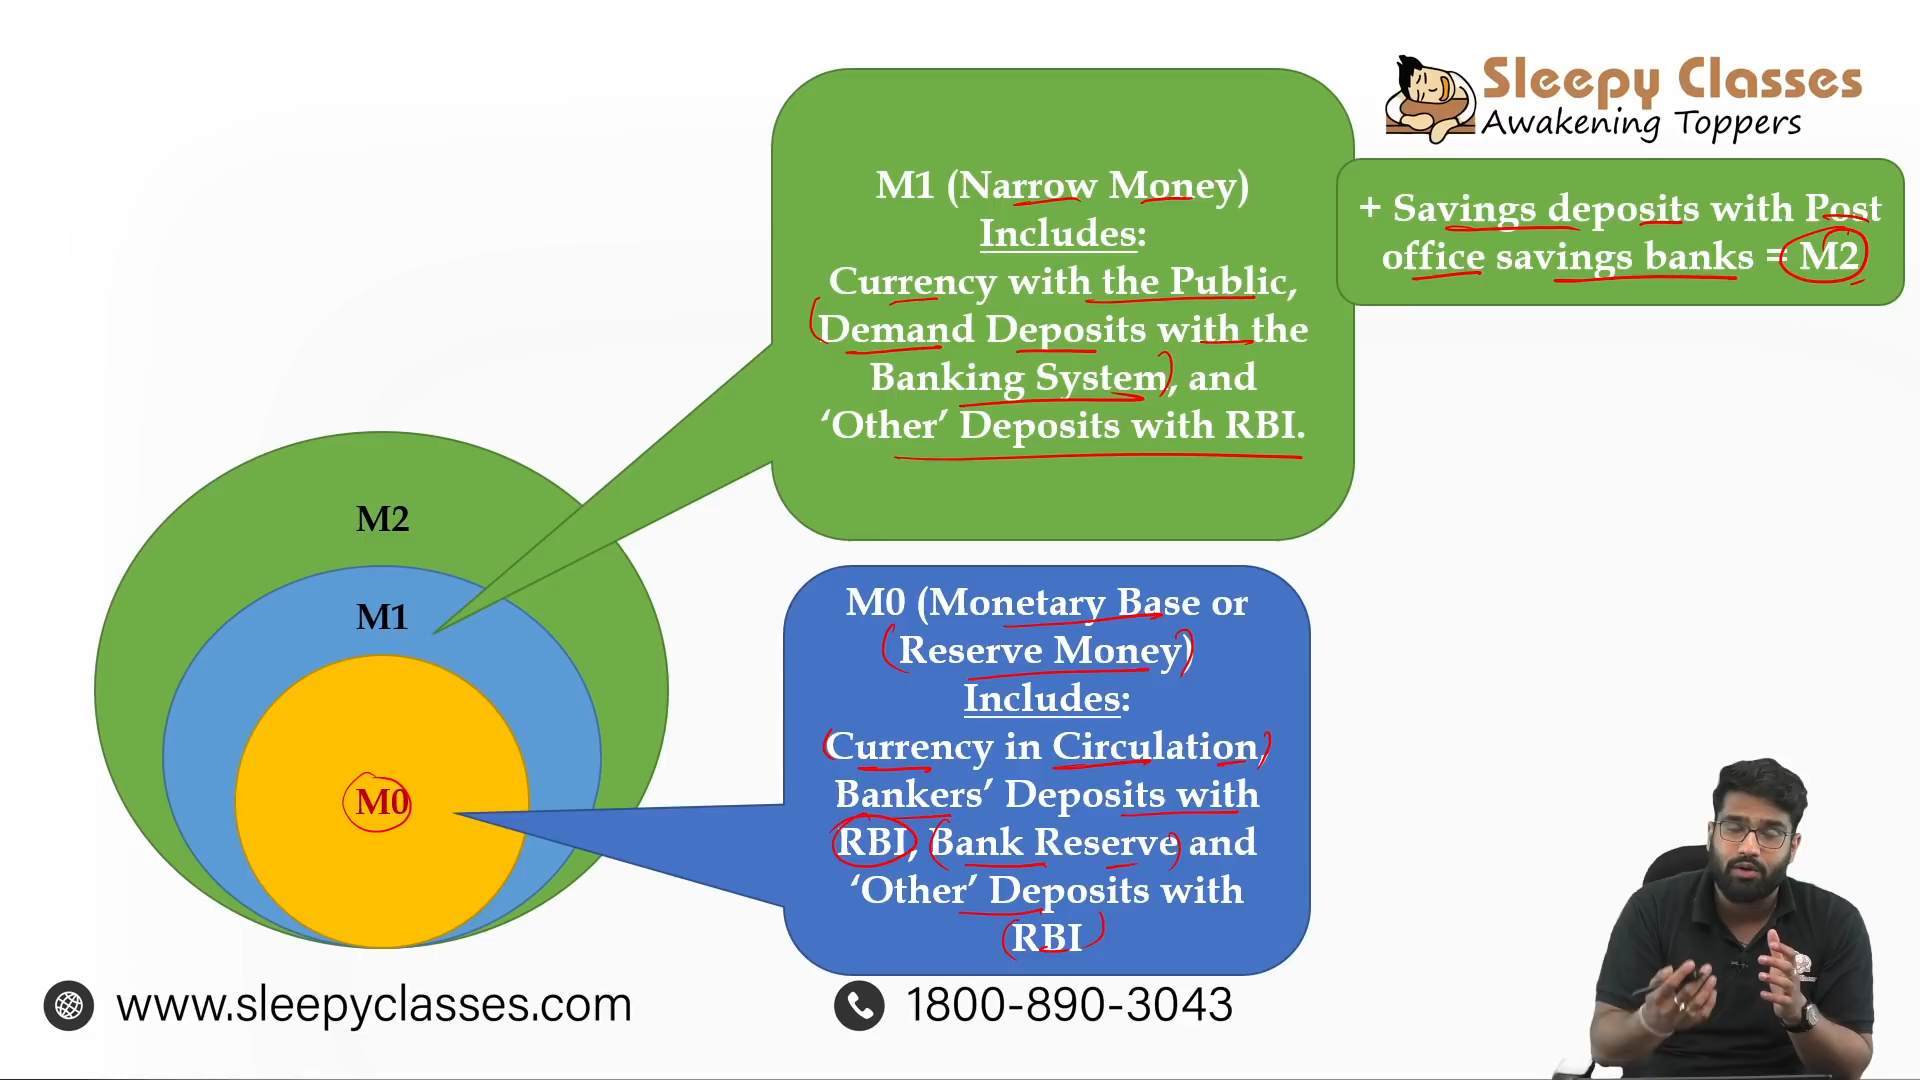 Sleepy Classes
Awakening Toppers
M1 (Narrow Money)
Includes:
Currency with the Public,
Demand Deposits with the
Banking System, and
‘Other’ Deposits with RBI.
+ Savings deposits with Post
office savings banks = M2
M2
M1
M0
M0 (Monetary Base or
Reserve Money)
Includes:
Currency in Circulation,
Bankers’ Deposits with
RBI, Bank Reserve and
‘Other’ Deposits with
RBI
www.sleepyclasses.com
1800-890-3043